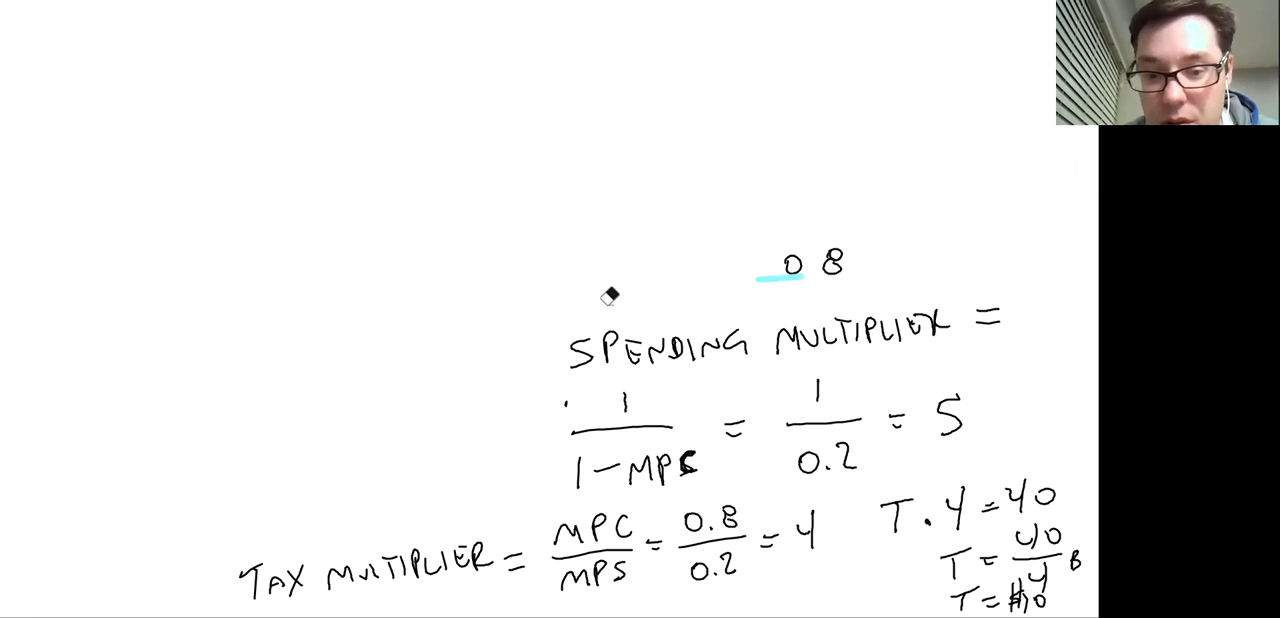 0 8
SPENDING MULTIPLIER =
1 / 1 - MPC = 1 / 0.2 = 5
TAX MULTIPLIER = MPC / MPS = 0.8 / 0.2 = 4
T . 4 = 40
T = 40 / 4 B
T = $10